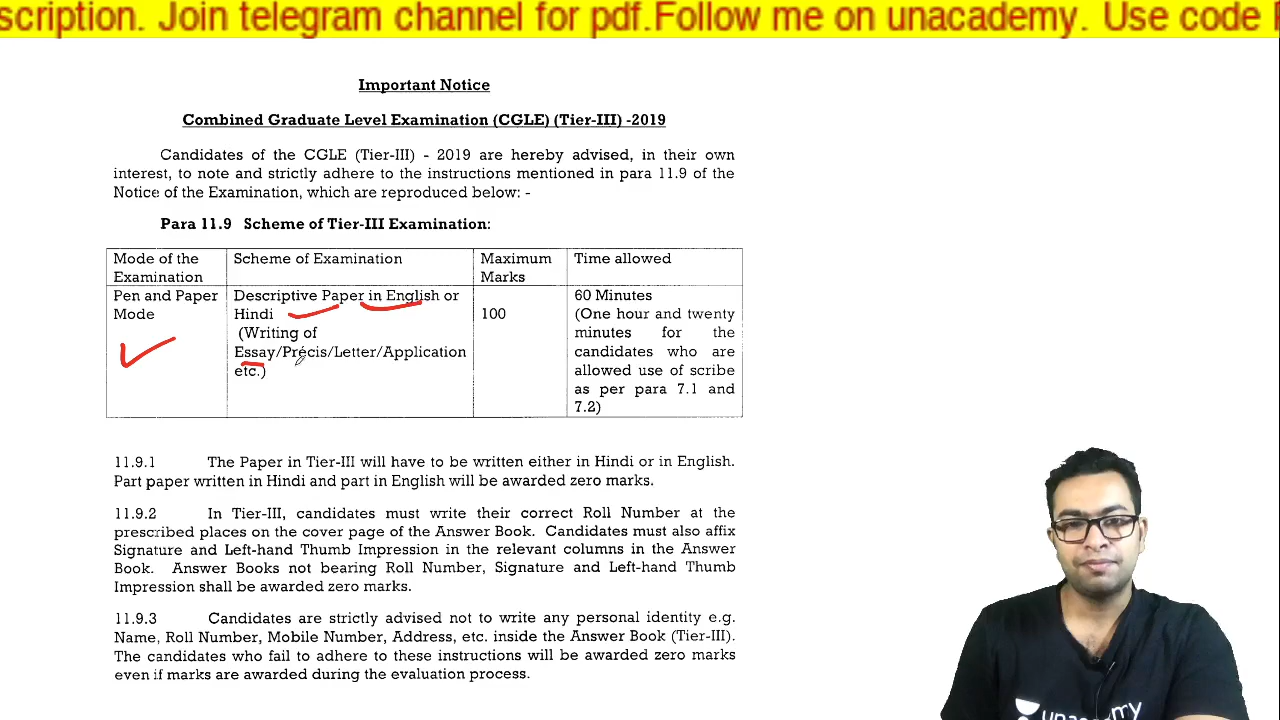 scription. Join telegram channel for pdf.Follow me on unacademy. Use code
Important Notice
Combined Graduate Level Examination (CGLE) (Tier-III) -2019
Candidates of the CGLE (Tier-III) - 2019 are hereby advised, in their own
interest, to note and strictly adhere to the instructions mentioned in para 11.9 of the
Notice of the Examination, which are reproduced below: -
Para 11.9 Scheme of Tier-III Examination:
Mode of the Examination
Scheme of Examination
Maximum Marks
Time allowed
Pen and Paper
Mode
Descriptive Paper in English or
Hindi
(Writing of
Essay/Précis/Letter/Application
etc.)
100
60 Minutes
(One hour and twenty
minutes for the
candidates who are
allowed use of scribe
as per para 7.1 and
7.2)
11.9.1 The Paper in Tier-III will have to be written either in Hindi or in English.
Part paper written in Hindi and part in English will be awarded zero marks.
11.9.2 In Tier-III, candidates must write their correct Roll Number at the
prescribed places on the cover page of the Answer Book. Candidates must also affix
Signature and Left-hand Thumb Impression in the relevant columns in the Answer
Book. Answer Books not bearing Roll Number, Signature and Left-hand Thumb
Impression shall be awarded zero marks.
11.9.3 Candidates are strictly advised not to write any personal identity e.g.
Name, Roll Number, Mobile Number, Address, etc. inside the Answer Book (Tier-III).
The candidates who fail to adhere to these instructions will be awarded zero marks
even if marks are awarded during the evaluation process.
unacademy